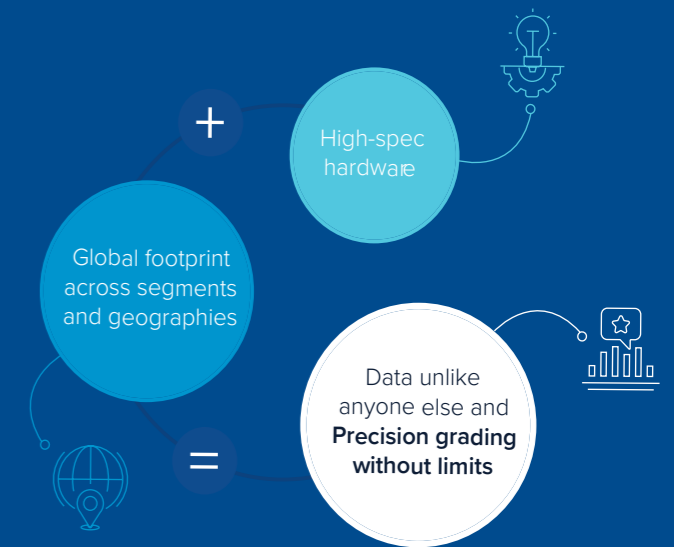 +
High-spec
hardware
Global footprint
across segments
and geographies
=
Data unlike
anyone else and
Precision grading
without limits